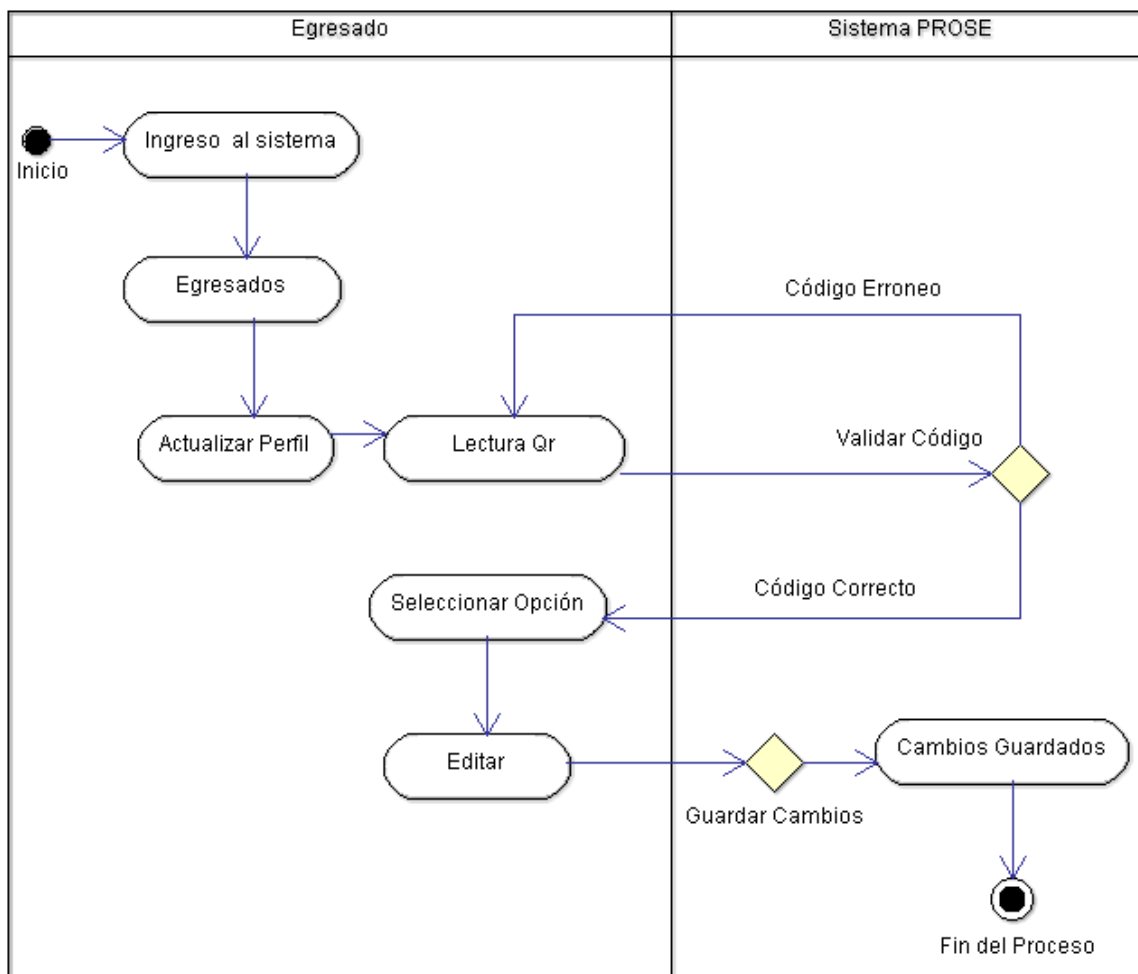 Egresado
Sistema PROSE
Ingreso al sistema
Inicio
Egresados
Código Erroneo
Actualizar Perfil
Lectura Qr
Validar Código
Seleccionar Opción
Código Correcto
Editar
Cambios Guardados
Guardar Cambios
Fin del Proceso